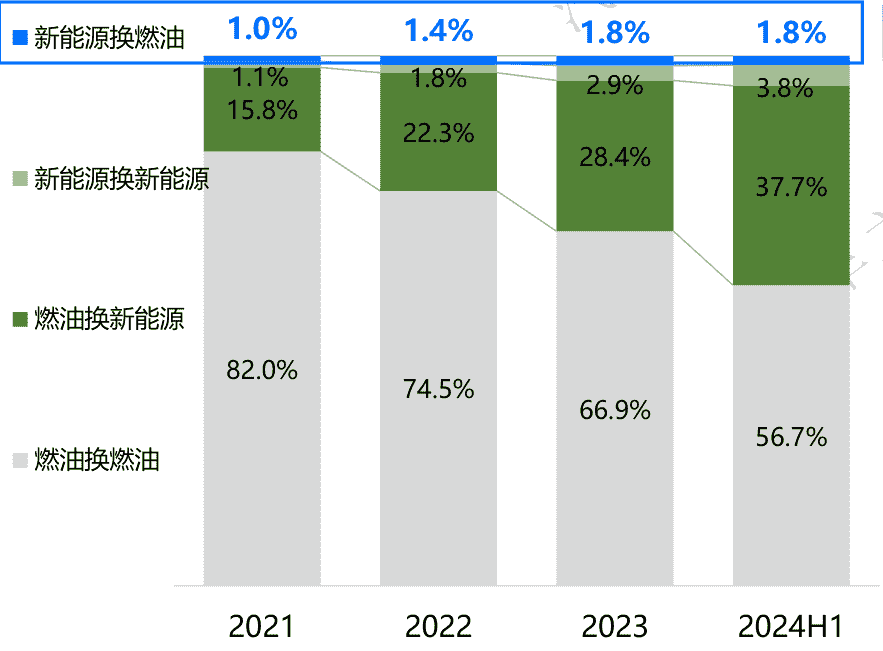 新能源换燃油 1.0% 1.4% 1.8% 1.8%
1.1% 1.8% 2.9% 3.8%
15.8% 22.3% 28.4% 37.7%
新能源换新能源
燃油换新能源
82.0% 74.5% 66.9% 56.7%
燃油换燃油
2021 2022 2023 2024H1